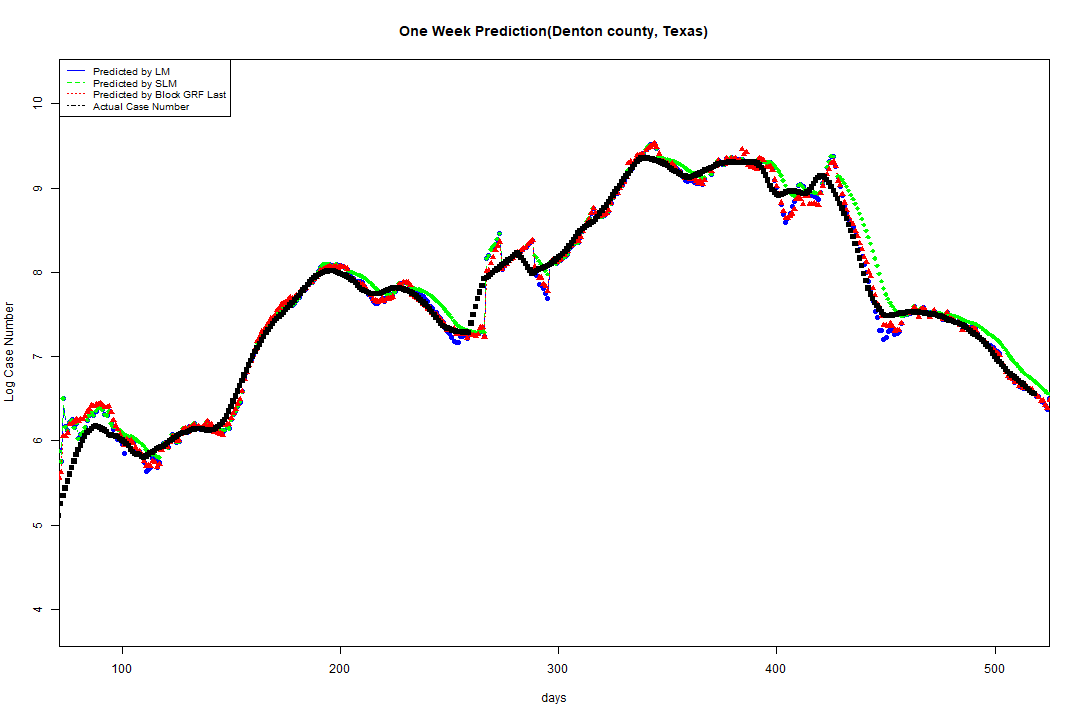 One Week Prediction(Denton county, Texas)
Predicted by LM
Predicted by SLM
Predicted by Block GRF Last
Actual Case Number
10
9
8
7
6
5
4
Log Case Number
100 200 300 400 500
days